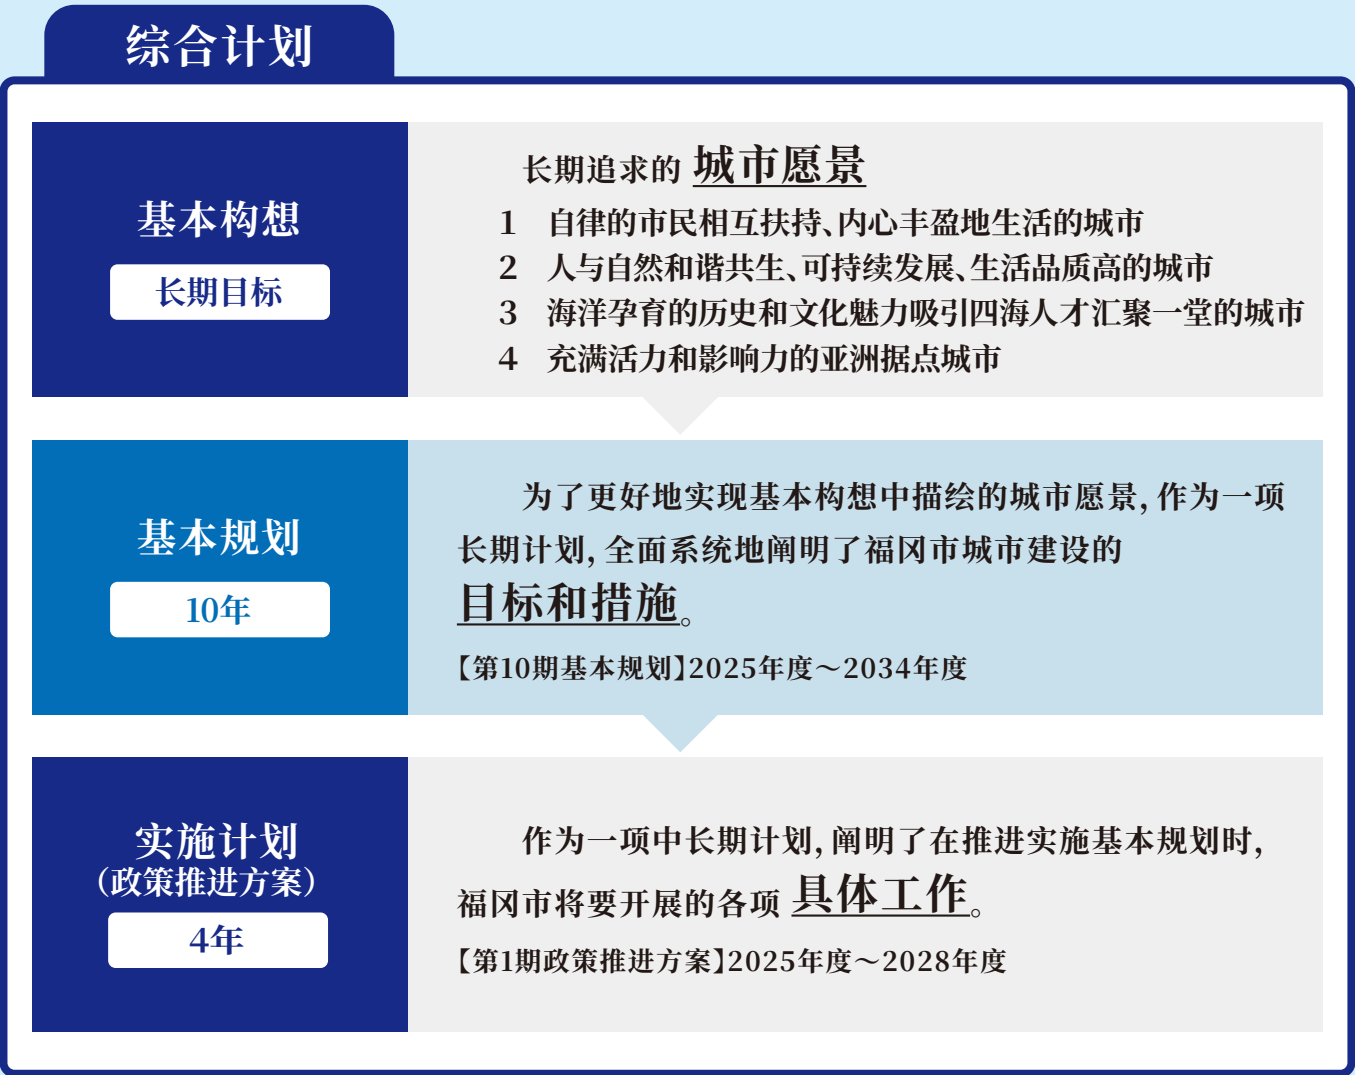 综合计划
基本构想
长期目标
长期追求的 城市愿景
1 自律的市民相互扶持、内心丰盈地生活的城市
2 人与自然和谐共生、可持续发展、生活品质高的城市
3 海洋孕育的历史和文化魅力吸引四海人才汇聚一堂的城市
4 充满活力和影响力的亚洲据点城市
基本规划
10年
为了更好地实现基本构想中描绘的城市愿景，作为一项
长期计划，全面系统地阐明了福冈市城市建设的
目标和措施。
【第10期基本规划】2025年度～2034年度
实施计划
（政策推进方案）
4年
作为一项中长期计划，阐明了在推进实施基本规划时，
福冈市将要开展的各项 具体工作。
【第1期政策推进方案】2025年度～2028年度